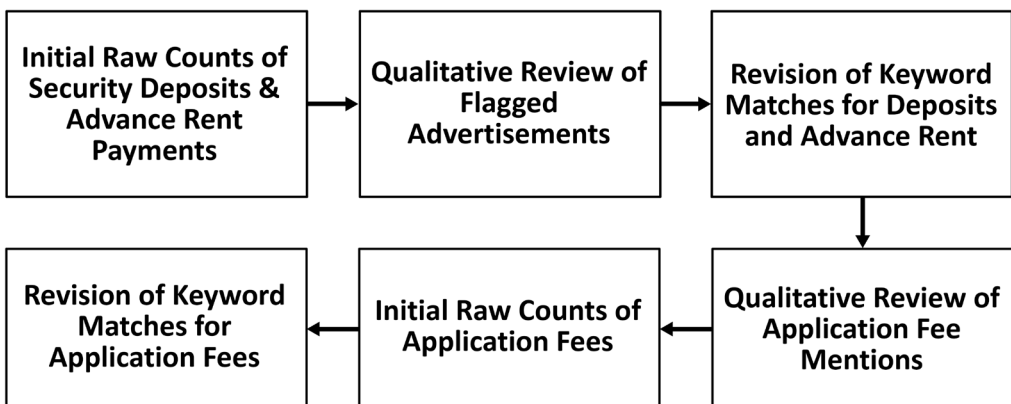 Initial Raw Counts of
Security Deposits &
Advance Rent
Payments
Qualitative Review of
Flagged
Advertisements
Revision of Keyword
Matches for Deposits
and Advance Rent
Qualitative Review of
Application Fee
Mentions
Initial Raw Counts of
Application Fees
Revision of Keyword
Matches for
Application Fees